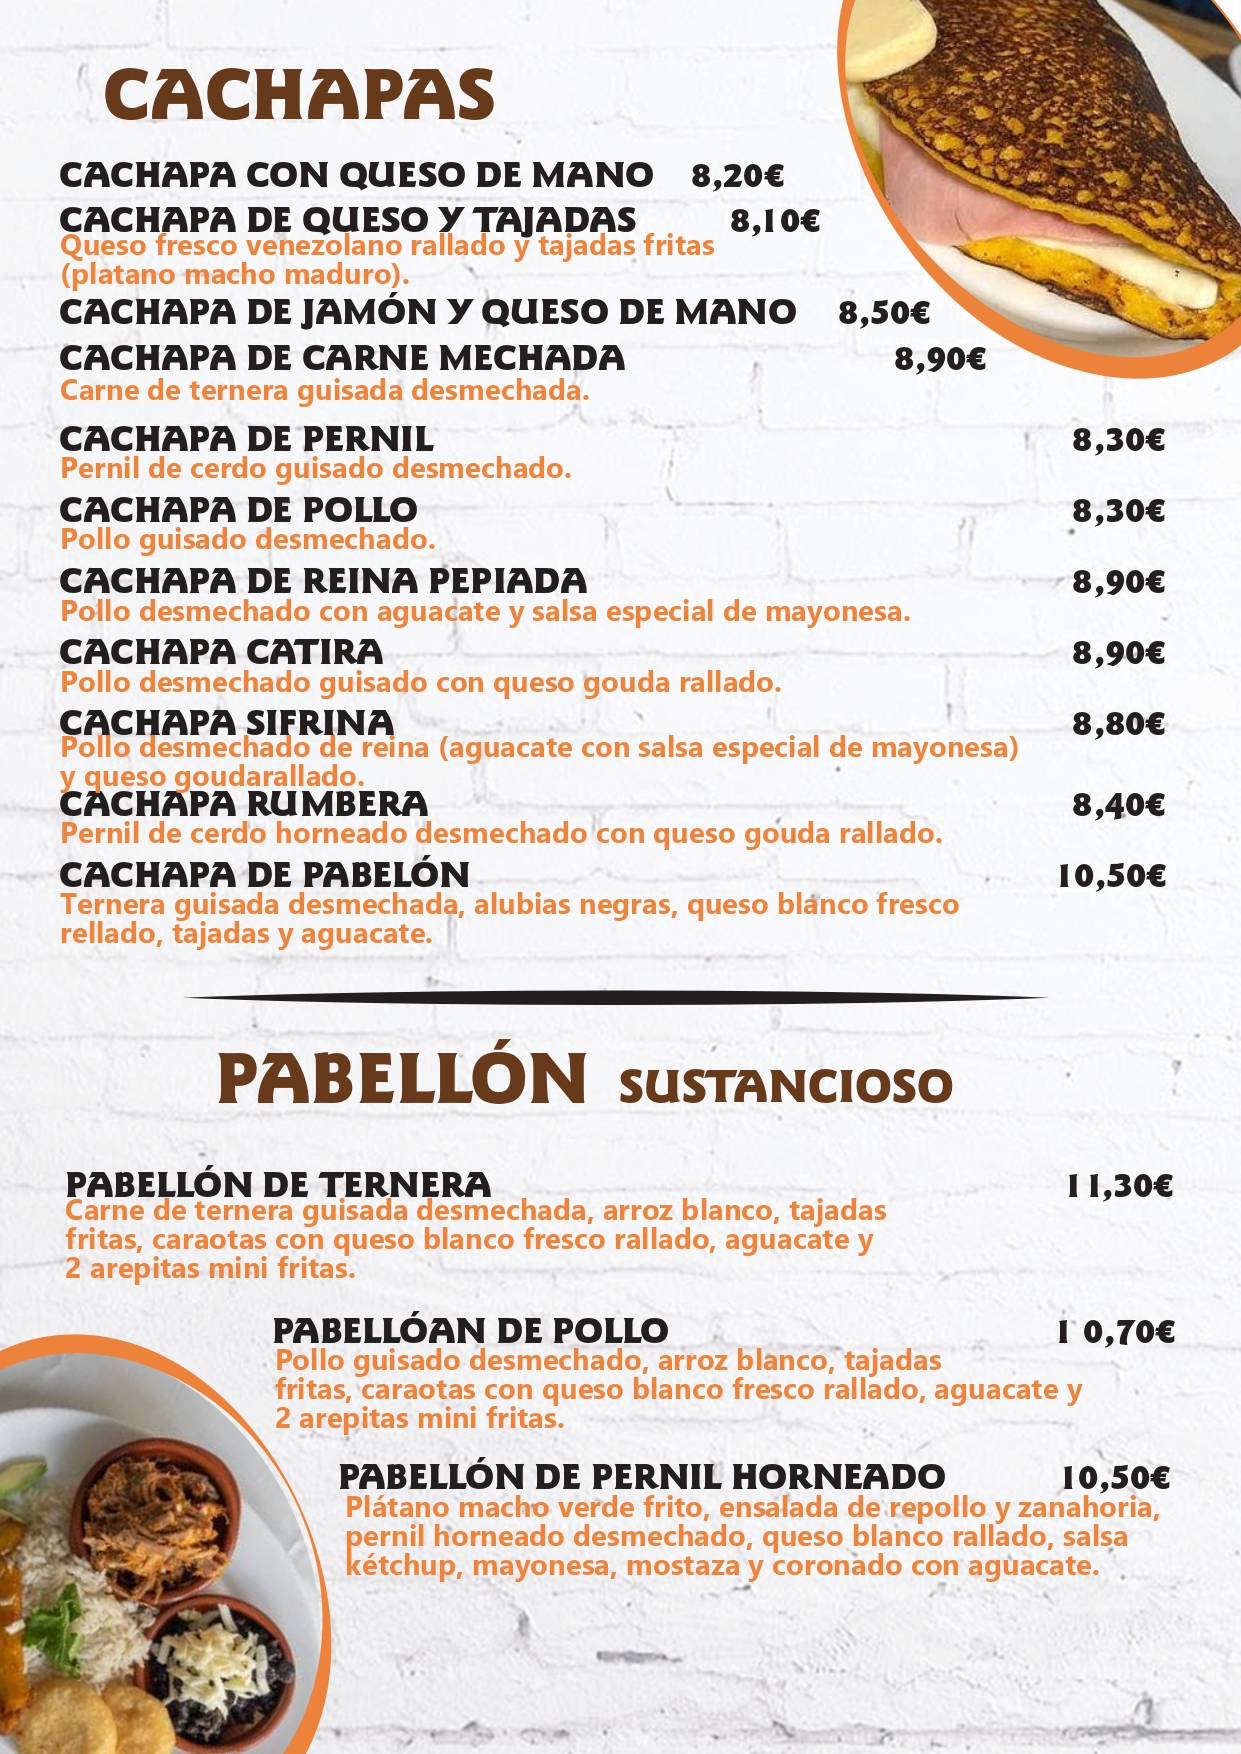 CACHAPAS
CACHAPA CON QUESO DE MANO 8,20€
CACHAPA DE QUESO Y TAJADAS 8,10€
Queso fresco venezolano rallado y tajadas fritas
(platano macho maduro).
CACHAPA DE JAMÓN Y QUESO DE MANO 8,50€
CACHAPA DE CARNE MECHADA 8,90€
Carne de ternera guisada desmechada.
CACHAPA DE PERNIL 8,30€
Pernil de cerdo guisado desmechado.
CACHAPA DE POLLO 8,30€
Pollo guisado desmechado.
CACHAPA DE REINA PEPIADA 8,90€
Pollo desmechado con aguacate y salsa especial de mayonesa.
CACHAPA CATIRA 8,90€
Pollo desmechado guisado con queso gouda rallado.
CACHAPA SIFRINA 8,80€
Pollo desmechado de reina (aguacate con salsa especial de mayonesa)
y queso goudarallado.
CACHAPA RUMBERA 8,40€
Pernil de cerdo horneado desmechado con queso gouda rallado.
CACHAPA DE PABELÓN 10,50€
Ternera guisada desmechada, alubias negras, queso blanco fresco
rellado, tajadas y aguacate.
PABELLÓN SUSTANCIOSO
PABELLÓN DE TERNERA 11,30€
Carne de ternera guisada desmechada, arroz blanco, tajadas
fritas, caraotas con queso blanco fresco rallado, aguacate y
2 arepitas mini fritas.
PABELLÓAN DE POLLO 1 0,70€
Pollo guisado desmechado, arroz blanco, tajadas
fritas, caraotas con queso blanco fresco rallado, aguacate y
2 arepitas mini fritas.
PABELLÓN DE PERNIL HORNEADO 10,50€
Plátano macho verde frito, ensalada de repollo y zanahoria,
pernil horneado desmechado, queso blanco rallado, salsa
kétchup, mayonesa, mostaza y coronado con aguacate.